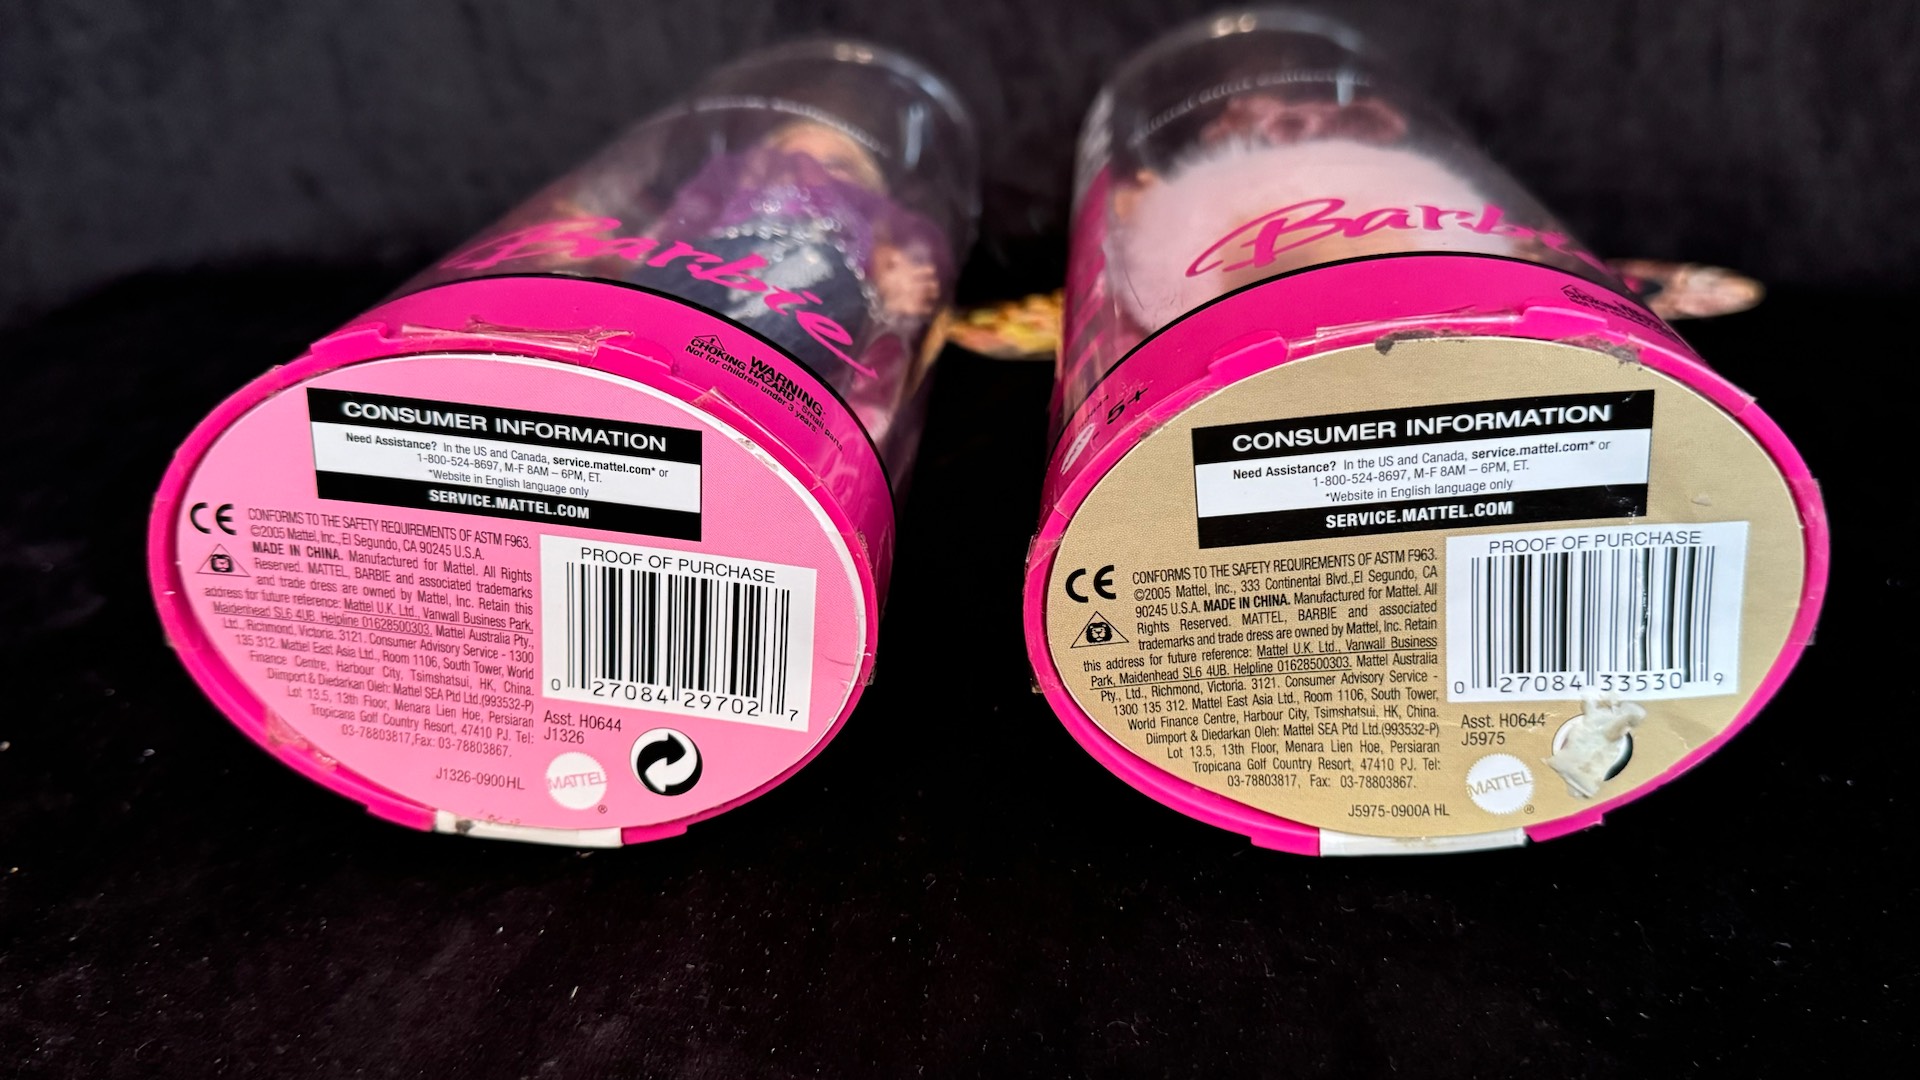 Barbie
WARNING:
CHOKING HAZARD - Small parts
Not for children under 3 years.
CONSUMER INFORMATION
Need Assistance? In the US and Canada, service.mattel.com* or
1-800-524-8697, M-F 8AM – 6PM, ET.
*Website in English language only
SERVICE.MATTEL.COM
CE
CONFORMS TO THE SAFETY REQUIREMENTS OF ASTM F963.
©2005 Mattel, Inc., El Segundo, CA 90245 U.S.A.
MADE IN CHINA. Manufactured for Mattel. All Rights
Reserved. MATTEL, BARBIE and associated trademarks
and trade dress are owned by Mattel, Inc. Retain this
address for future reference: Mattel U.K. Ltd., Vanwall Business Park,
Maidenhead SL6 4UB. Helpline 01628500303. Mattel Australia Pty.,
Ltd., Richmond, Victoria. 3121. Consumer Advisory Service - 1300
135 312. Mattel East Asia Ltd., Room 1106, South Tower, World
Finance Centre, Harbour City, Tsimshatsui, HK, China.
Diimport & Diedarkan Oleh: Mattel SEA Ptd Ltd.(993532-P)
Lot 13.5, 13th Floor, Menara Lien Hoe, Persiaran
Tropicana Golf Country Resort, 47410 PJ. Tel:
03-78803817,Fax: 03-78803867.
J1326-0900HL
PROOF OF PURCHASE
0 27084 29702 7
Asst. H0644
J1326
MATTEL
®
Barbie
5+
CONSUMER INFORMATION
Need Assistance? In the US and Canada, service.mattel.com* or
1-800-524-8697, M-F 8AM – 6PM, ET.
*Website in English language only
SERVICE.MATTEL.COM
CE
CONFORMS TO THE SAFETY REQUIREMENTS OF ASTM F963.
©2005 Mattel, Inc., 333 Continental Blvd.,El Segundo, CA
90245 U.S.A. MADE IN CHINA. Manufactured for Mattel. All
Rights Reserved. MATTEL, BARBIE and associated
trademarks and trade dress are owned by Mattel, Inc. Retain
this address for future reference: Mattel U.K. Ltd., Vanwall Business
Park, Maidenhead SL6 4UB. Helpline 01628500303. Mattel Australia
Pty., Ltd., Richmond, Victoria. 3121. Consumer Advisory Service -
1300 135 312. Mattel East Asia Ltd., Room 1106, South Tower,
World Finance Centre, Harbour City, Tsimshatsui, HK, China.
Diimport & Diedarkan Oleh: Mattel SEA Ptd Ltd.(993532-P)
Lot 13.5, 13th Floor, Menara Lien Hoe, Persiaran
Tropicana Golf Country Resort, 47410 PJ. Tel:
03-78803817, Fax: 03-78803867.
J5975-0900A HL
PROOF OF PURCHASE
0 27084 33530 9
Asst. H0644
J5975
MATTEL
®